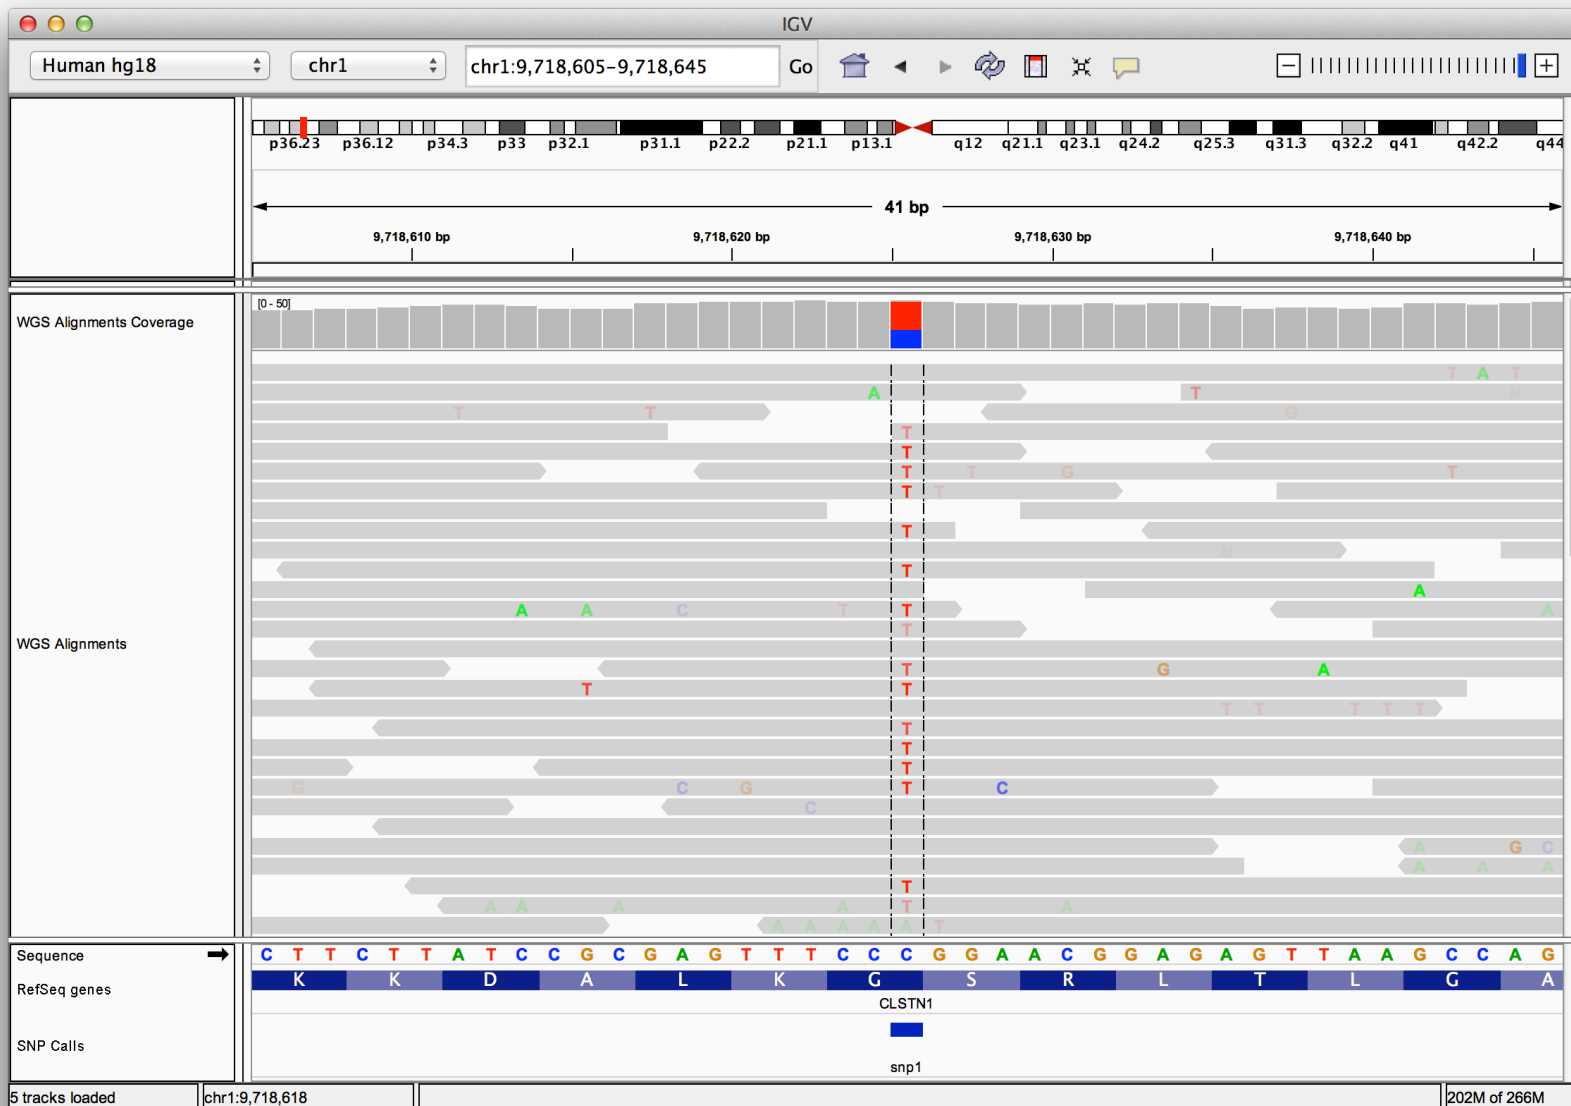 IGV
Human hg18 chr1 chr1:9,718,605-9,718,645 Go
p36.23 p36.12 p34.3 p33 p32.1 p31.1 p22.2 p21.1 p13.1 q12 q21.1 q23.1 q24.2 q25.3 q31.3 q32.2 q41 q42.2 q44
41 bp
9,718,610 bp 9,718,620 bp 9,718,630 bp 9,718,640 bp
[0 - 50]
WGS Alignments Coverage
T A T
A T N
T T G
T
T
T T G T
T T
T
N
T
A
A A C T T A
T
T G A
T T
T T T T T
T
T
T
G C G T C
C
A G C
A A A
T
A A A A T A
A A A A A T
WGS Alignments
Sequence C T T C T T A T C C G C G A G T T T C C C G G A A C G G A G A G T T A A G C C A G
RefSeq genes K K D A L K G S R L T L G A
CLSTN1
SNP Calls
snp1
5 tracks loaded chr1:9,718,618 202M of 266M